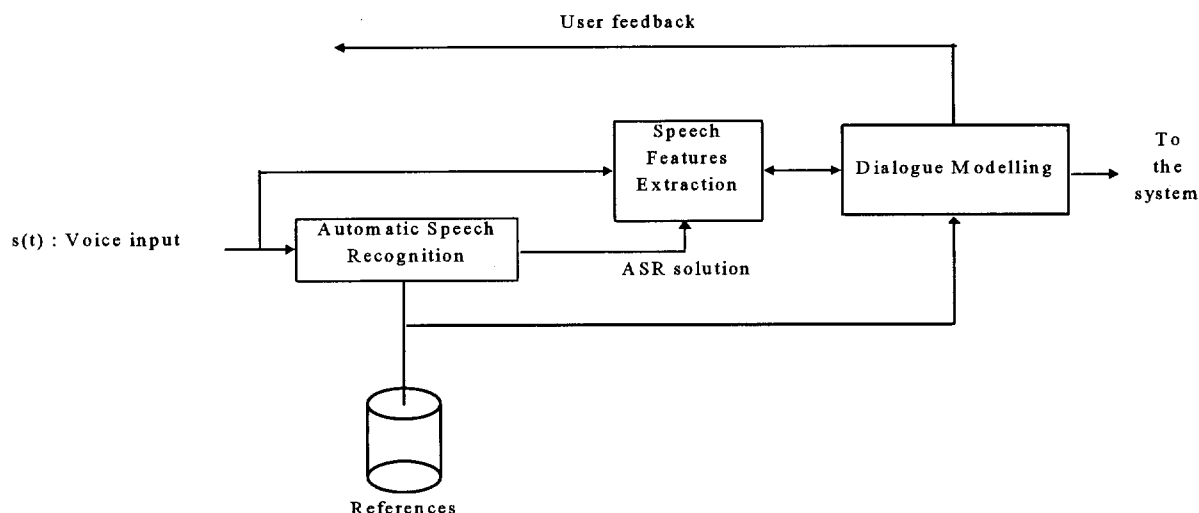 User feedback
Speech
Features
Extraction
Dialogue Modelling
To
the
system
s(t) : Voice input
Automatic Speech
Recognition
ASR solution
References